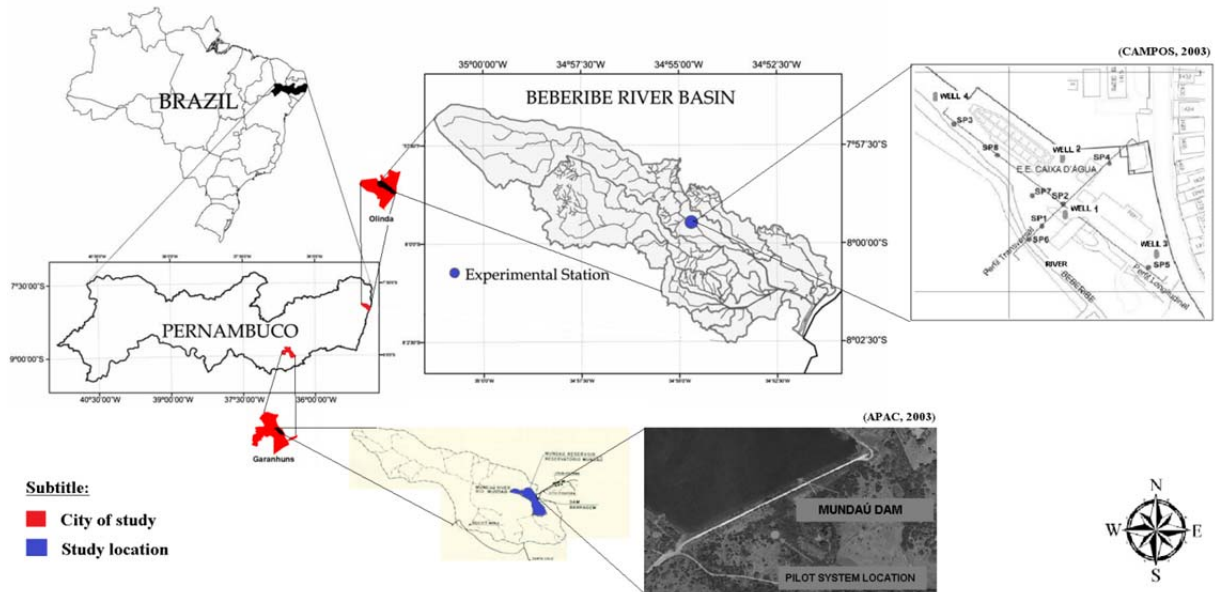 (CAMPOS, 2003)
BRAZIL
35°00'00"W 34°57'30"W 34°55'00"W 34°52'30"W
BEBERIBE RIVER BASIN
7°57'30"S
8°00'00"S
8°02'30"S
Experimental Station
Olinda
WELL 4
SP3
SP8
WELL 2
SP4
E.E. CAIXA D'ÁGUA
SP7
SP2
WELL 1
SP1
SP6
WELL 3
SP5
Perfil Transversal
RIVER
BEBERIBE
Perfil Longitudinal
7°30'00"S
PERNAMBUCO
9°00'00"S
40°30'00"W 39°00'00"W 37°30'00"W 36°00'00"W
Garanhuns
(APAC, 2003)
MUNDAÚ DAM
PILOT SYSTEM LOCATION
Subtitle:
City of study
Study location
N
W E
S